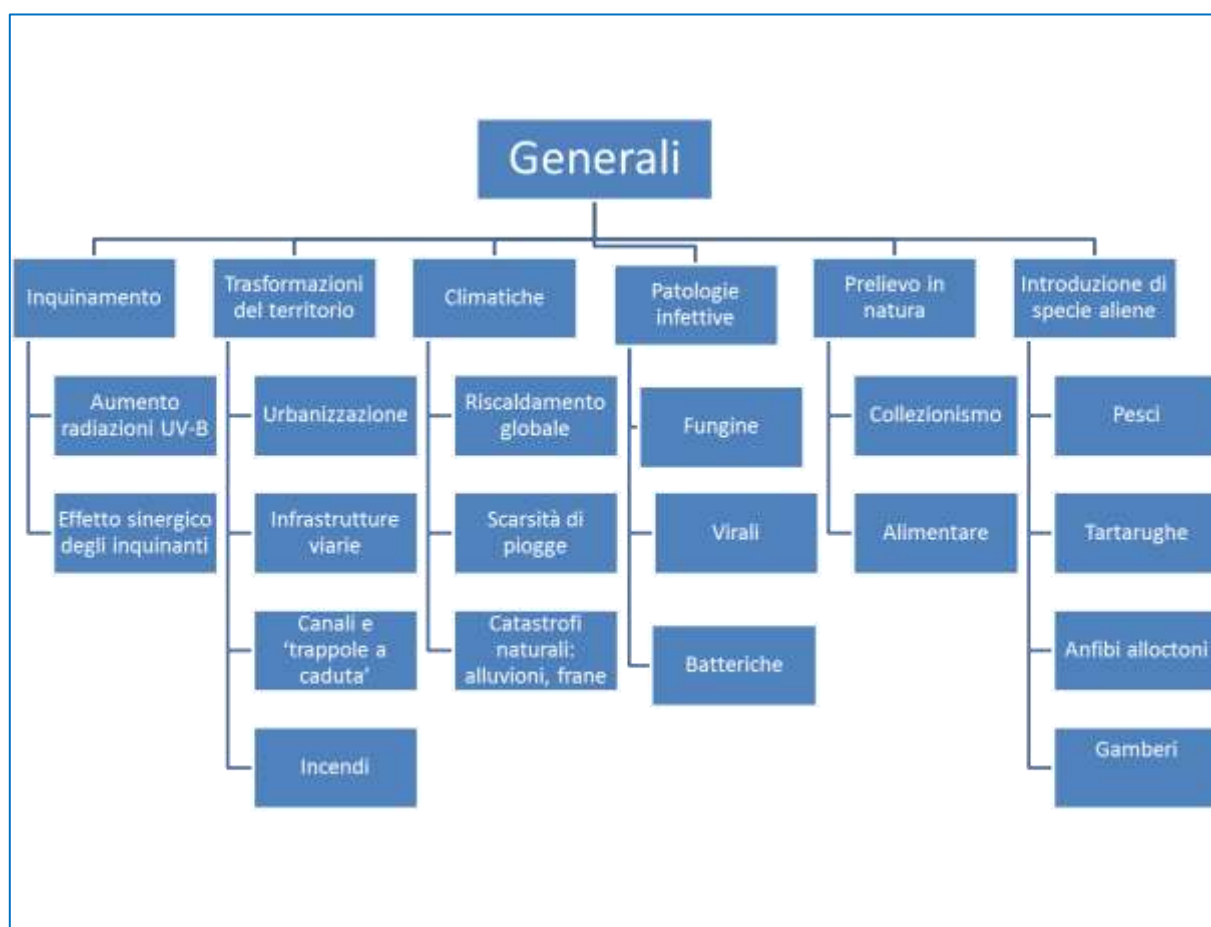 Generali
Inquinamento
Aumento
radiazioni UV-B
Effetto sinergico
degli inquinanti
Trasformazioni
del territorio
Urbanizzazione
Infrastrutture
viarie
Canali e
‘trappole a
caduta’
Incendi
Climatiche
Riscaldamento
globale
Scarsità di
piogge
Catastrofi
naturali:
alluvioni, frane
Patologie
infettive
Fungine
Virali
Batteriche
Prelievo in
natura
Collezionismo
Alimentare
Introduzione di
specie aliene
Pesci
Tartarughe
Anfibi alloctoni
Gamberi